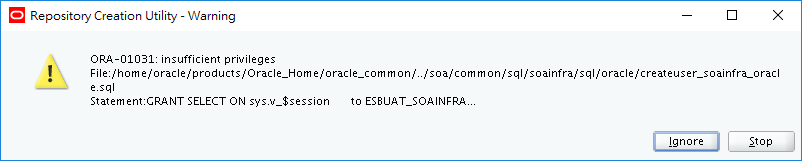 Repository Creation Utility - Warning
ORA-01031: insufficient privileges
File:/home/oracle/products/Oracle_Home/oracle_common/../soa/common/sql/soainfra/sql/oracle/createuser_soainfra_oracl
e.sql
Statement:GRANT SELECT ON sys.v_$session      to ESBUAT_SOAINFRA...
Ignore
Stop